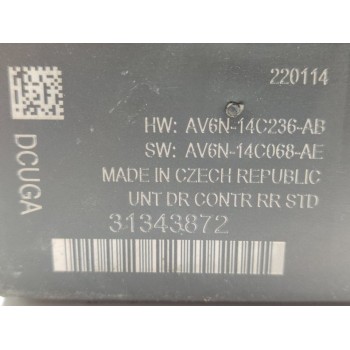 220114
HW: AV6N-14C236-AB
SW: AV6N-14C068-AE
MADE IN CZECH REPUBLIC
UNT DR CONTR RR STD
31343872
DCUGA